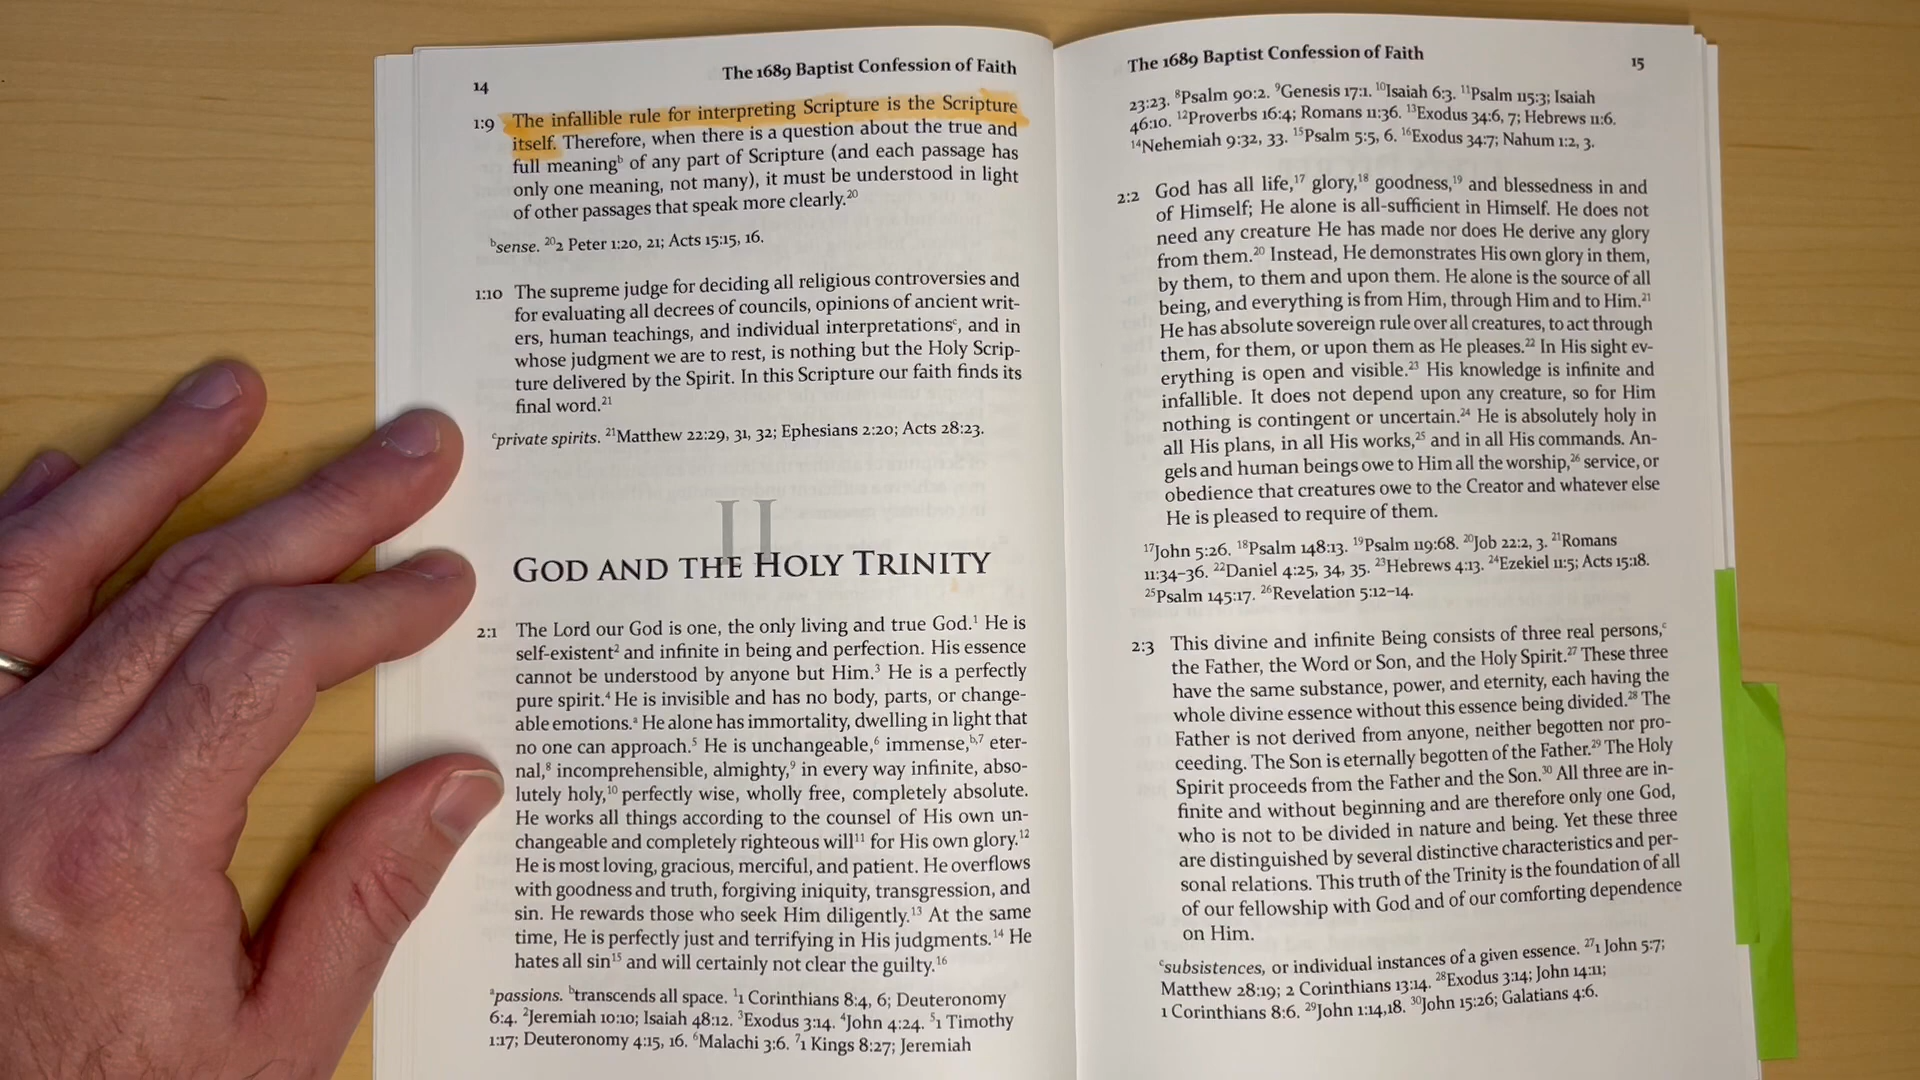 14
The 1689 Baptist Confession of Faith
1:9 The infallible rule for interpreting Scripture is the Scripture
itself. Therefore, when there is a question about the true and
full meaningᵇ of any part of Scripture (and each passage has
only one meaning, not many), it must be understood in light
of other passages that speak more clearly.²⁰
ᵇsense. ²⁰2 Peter 1:20, 21; Acts 15:15, 16.
1:10 The supreme judge for deciding all religious controversies and
for evaluating all decrees of councils, opinions of ancient writ-
ers, human teachings, and individual interpretationsᶜ, and in
whose judgment we are to rest, is nothing but the Holy Scrip-
ture delivered by the Spirit. In this Scripture our faith finds its
final word.²¹
ᶜprivate spirits. ²¹Matthew 22:29, 31, 32; Ephesians 2:20; Acts 28:23.
II
GOD AND THE HOLY TRINITY
2:1 The Lord our God is one, the only living and true God.¹ He is
self-existent² and infinite in being and perfection. His essence
cannot be understood by anyone but Him.³ He is a perfectly
pure spirit.⁴ He is invisible and has no body, parts, or change-
able emotions.ᵃ He alone has immortality, dwelling in light that
no one can approach.⁵ He is unchangeable,⁶ immense,ᵇ,⁷ eter-
nal,⁸ incomprehensible, almighty,⁹ in every way infinite, abso-
lutely holy,¹⁰ perfectly wise, wholly free, completely absolute.
He works all things according to the counsel of His own un-
changeable and completely righteous will¹¹ for His own glory.¹²
He is most loving, gracious, merciful, and patient. He overflows
with goodness and truth, forgiving iniquity, transgression, and
sin. He rewards those who seek Him diligently.¹³ At the same
time, He is perfectly just and terrifying in His judgments.¹⁴ He
hates all sin¹⁵ and will certainly not clear the guilty.¹⁶
ᵃpassions. ᵇtranscends all space. ¹1 Corinthians 8:4, 6; Deuteronomy
6:4. ²Jeremiah 10:10; Isaiah 48:12. ³Exodus 3:14. ⁴John 4:24. ⁵1 Timothy
1:17; Deuteronomy 4:15, 16. ⁶Malachi 3:6. ⁷1 Kings 8:27; Jeremiah
The 1689 Baptist Confession of Faith
15
23:23. ⁸Psalm 90:2. ⁹Genesis 17:1. ¹⁰Isaiah 6:3. ¹¹Psalm 115:3; Isaiah
46:10. ¹²Proverbs 16:4; Romans 11:36. ¹³Exodus 34:6, 7; Hebrews 11:6.
¹⁴Nehemiah 9:32, 33. ¹⁵Psalm 5:5, 6. ¹⁶Exodus 34:7; Nahum 1:2, 3.
2:2 God has all life,¹⁷ glory,¹⁸ goodness,¹⁹ and blessedness in and
of Himself; He alone is all-sufficient in Himself. He does not
need any creature He has made nor does He derive any glory
from them.²⁰ Instead, He demonstrates His own glory in them,
by them, to them and upon them. He alone is the source of all
being, and everything is from Him, through Him and to Him.²¹
He has absolute sovereign rule over all creatures, to act through
them, for them, or upon them as He pleases.²² In His sight ev-
erything is open and visible.²³ His knowledge is infinite and
infallible. It does not depend upon any creature, so for Him
nothing is contingent or uncertain.²⁴ He is absolutely holy in
all His plans, in all His works,²⁵ and in all His commands. An-
gels and human beings owe to Him all the worship,²⁶ service, or
obedience that creatures owe to the Creator and whatever else
He is pleased to require of them.
¹⁷John 5:26. ¹⁸Psalm 148:13. ¹⁹Psalm 119:68. ²⁰Job 22:2, 3. ²¹Romans
11:34–36. ²²Daniel 4:25, 34, 35. ²³Hebrews 4:13. ²⁴Ezekiel 11:5; Acts 15:18.
²⁵Psalm 145:17. ²⁶Revelation 5:12–14.
2:3 This divine and infinite Being consists of three real persons,ᶜ
the Father, the Word or Son, and the Holy Spirit.²⁷ These three
have the same substance, power, and eternity, each having the
whole divine essence without this essence being divided.²⁸ The
Father is not derived from anyone, neither begotten nor pro-
ceeding. The Son is eternally begotten of the Father.²⁹ The Holy
Spirit proceeds from the Father and the Son.³⁰ All three are in-
finite and without beginning and are therefore only one God,
who is not to be divided in nature and being. Yet these three
are distinguished by several distinctive characteristics and per-
sonal relations. This truth of the Trinity is the foundation of all
of our fellowship with God and of our comforting dependence
on Him.
ᶜsubsistences, or individual instances of a given essence. ²⁷1 John 5:7;
Matthew 28:19; 2 Corinthians 13:14. ²⁸Exodus 3:14; John 14:11;
1 Corinthians 8:6. ²⁹John 1:14,18. ³⁰John 15:26; Galatians 4:6.